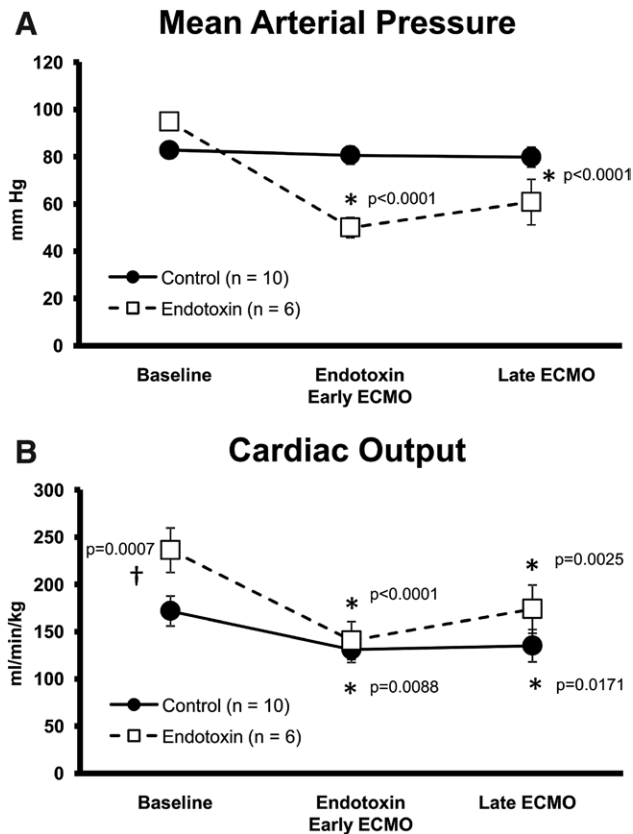 A
Mean Arterial Pressure
120
100
80
60
40
20
0
mm Hg
* p<0.0001
* p<0.0001
Control (n = 10)
Endotoxin (n = 6)
Baseline
Endotoxin
Early ECMO
Late ECMO
B
Cardiac Output
300
250
200
150
100
50
0
ml/min/kg
p=0.0007
†
* p<0.0001
* p=0.0025
* p=0.0088
* p=0.0171
Control (n = 10)
Endotoxin (n = 6)
Baseline
Endotoxin
Early ECMO
Late ECMO